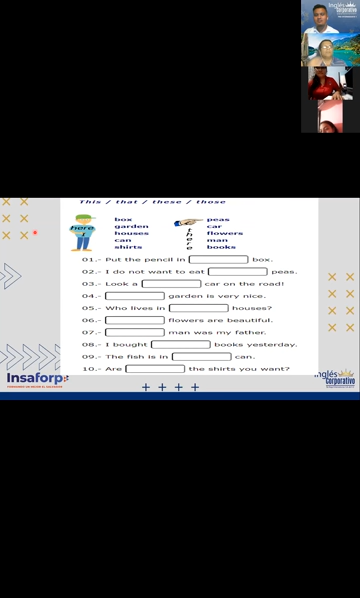 Inglés
Corporativo
This / that / these / those
here
box
garden
houses
can
shirts
there
peas
car
flowers
man
books
01.- Put the pencil in box.
02.- I do not want to eat peas.
03.- Look a car on the road!
04.- garden is very nice.
05.- Who lives in houses?
06.- flowers are beautiful.
07.- man was my father.
08.- I bought books yesterday.
09.- The fish is in can.
10.- Are the shirts you want?
Insaforp
Inglés
Corporativo